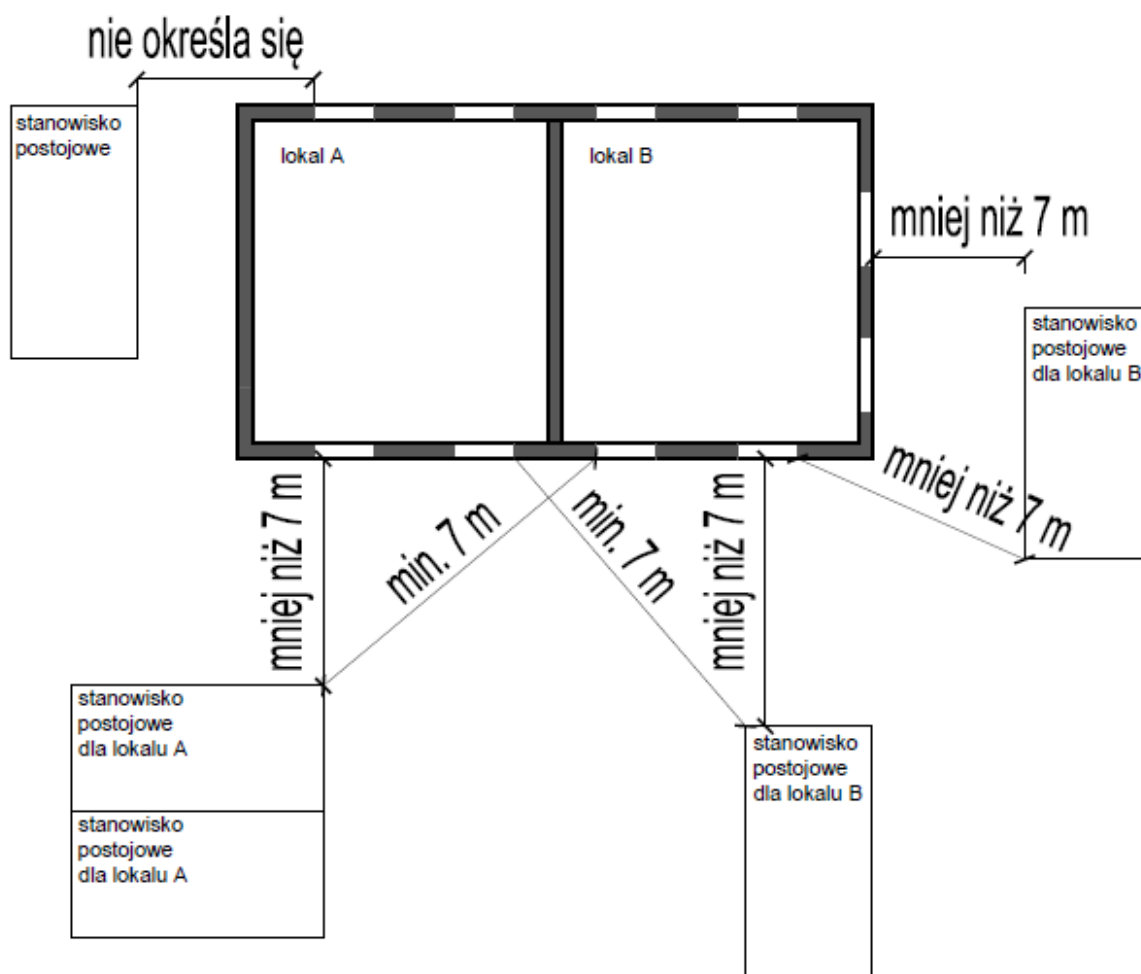 nie określa się
stanowisko
postojowe
lokal A
lokal B
mniej niż 7 m
stanowisko
postojowe
dla lokalu B
mniej niż 7 m
min. 7 m
min. 7 m
mniej niż 7 m
mniej niż 7 m
stanowisko
postojowe
dla lokalu A
stanowisko
postojowe
dla lokalu A
stanowisko
postojowe
dla lokalu B